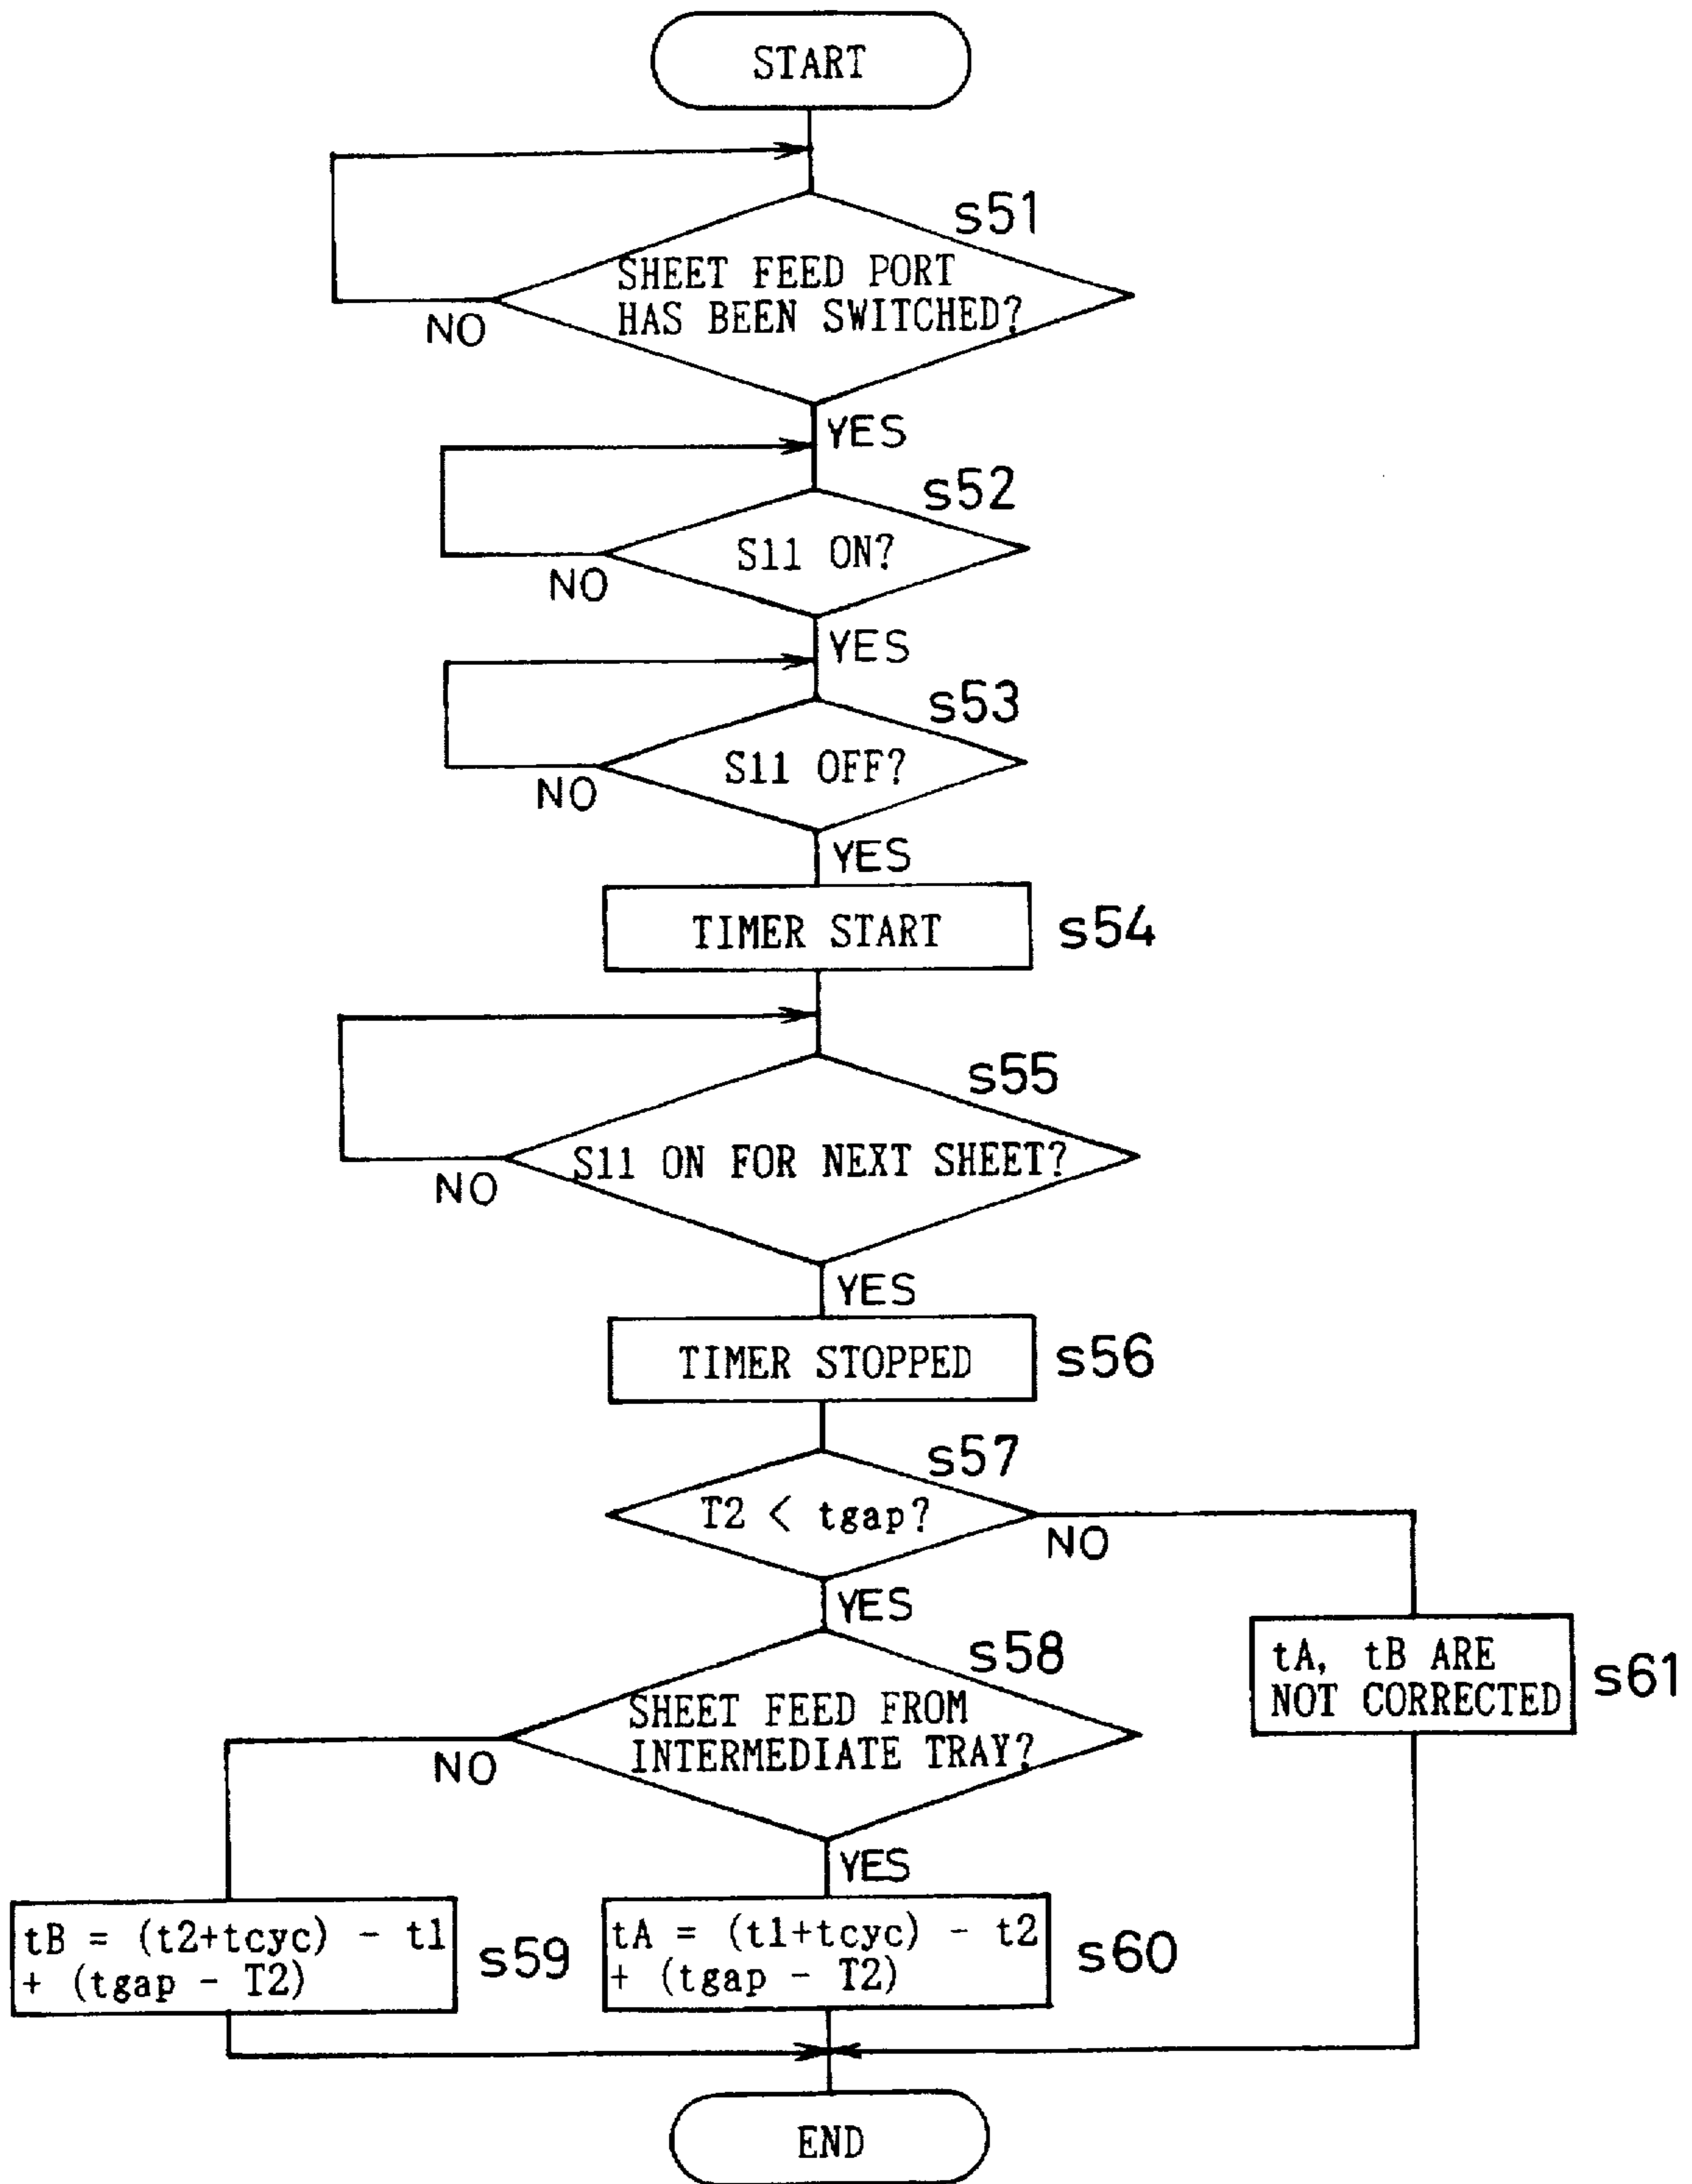 START
s51
SHEET FEED PORT
HAS BEEN SWITCHED?
NO
YES
s52
S11 ON?
NO
YES
s53
S11 OFF?
NO
YES
TIMER START
s54
s55
S11 ON FOR NEXT SHEET?
NO
YES
TIMER STOPPED
s56
s57
T2 < tgap?
NO
YES
s58
SHEET FEED FROM
INTERMEDIATE TRAY?
NO
YES
tA, tB ARE
NOT CORRECTED
s61
tB = (t2+tcyc) - t1
+ (tgap - T2)
s59
tA = (t1+tcyc) - t2
+ (tgap - T2)
s60
END